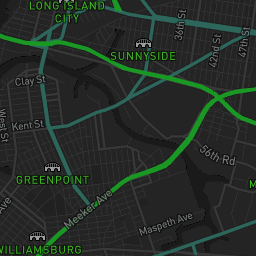 LONG ISLAND
CITY
SUNNYSIDE
36th St
42nd St
47th St
Clay St
West St
Kent St
56th Rd
GREENPOINT
Meeker Ave
M
Maspeth Ave
WILLIAMSBURG